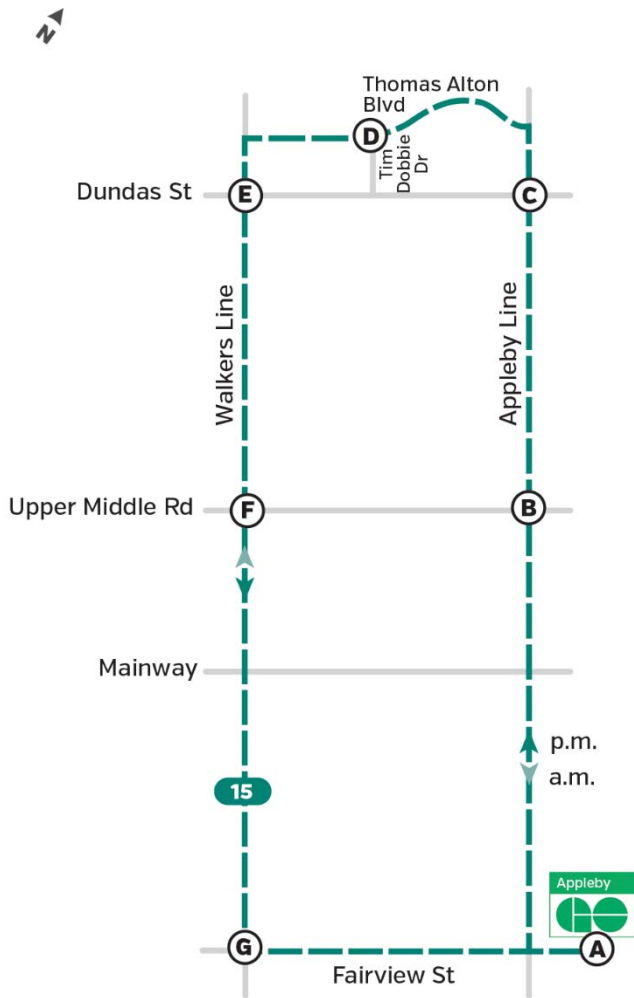 N
Thomas Alton
Blvd
D
Tim
Dobbie
Dr
Dundas St
E
C
Walkers Line
Appleby Line
Upper Middle Rd
F
B
Mainway
p.m.
a.m.
15
Appleby
GO
G
A
Fairview St